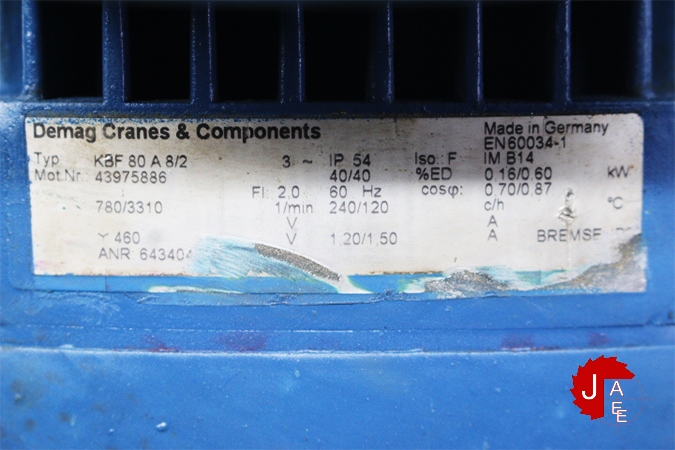 Demag Cranes & Components Made in Germany
EN60034-1
Typ KBF 80 A 8/2 3 ~ IP 54 Iso.: F IM B14
Mot.Nr.: 43975886 40/40 %ED 0,16/0,60 kW
FI: 2,0 60 Hz cosφ: 0,70/0,87 °C
780/3310 1/min 240/120 c/h
V A
Y 460 V 1,20/1,50 A BREMSE
ANR: 643404
J
A
E
E